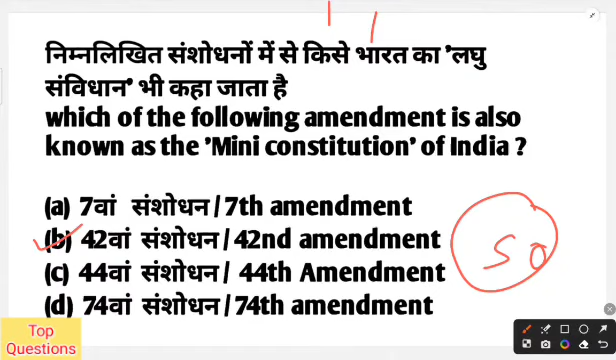 निम्नलिखित संशोधनों में से किसे भारत का 'लघु
संविधान' भी कहा जाता है
which of the following amendment is also
known as the 'Mini constitution' of India ?
(a) 7वां संशोधन / 7th amendment
(b) 42वां संशोधन / 42nd amendment
(c) 44वां संशोधन / 44th Amendment
(d) 74वां संशोधन / 74th amendment
50
Top
Questions